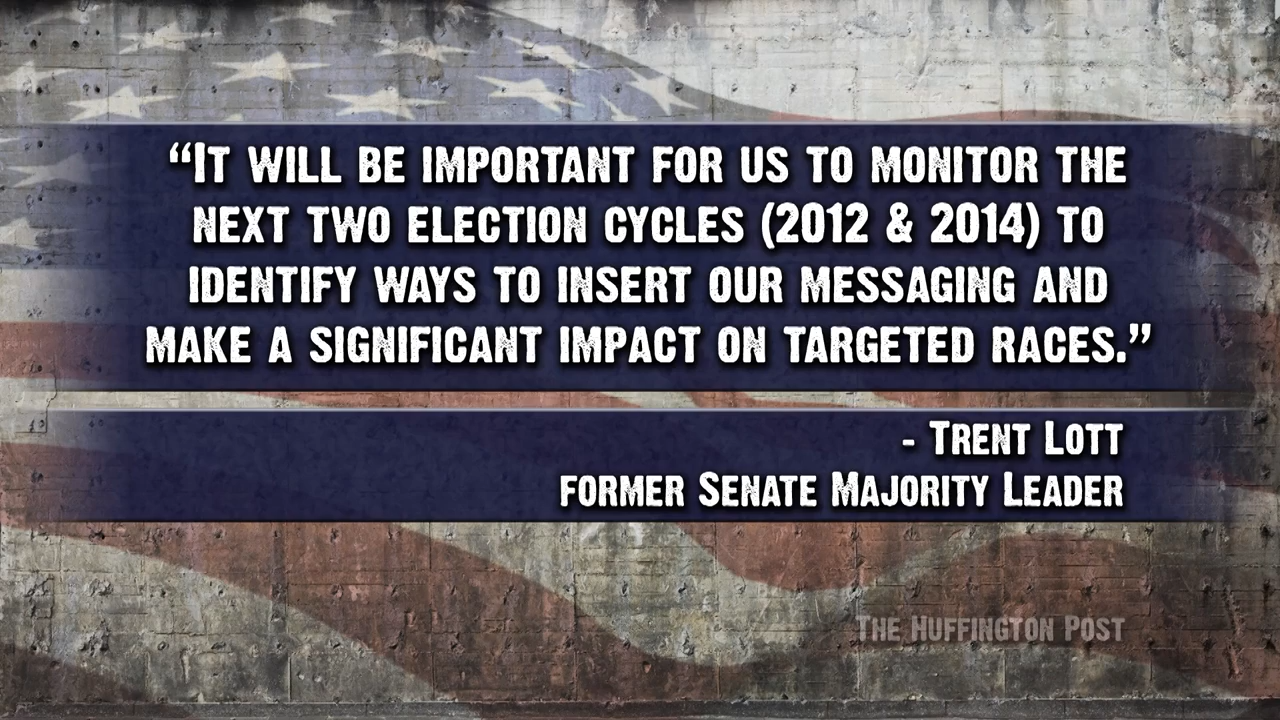 “It will be important for us to monitor the
next two election cycles (2012 & 2014) to
identify ways to insert our messaging and
make a significant impact on targeted races.”
- Trent Lott
former Senate Majority Leader
The Huffington Post